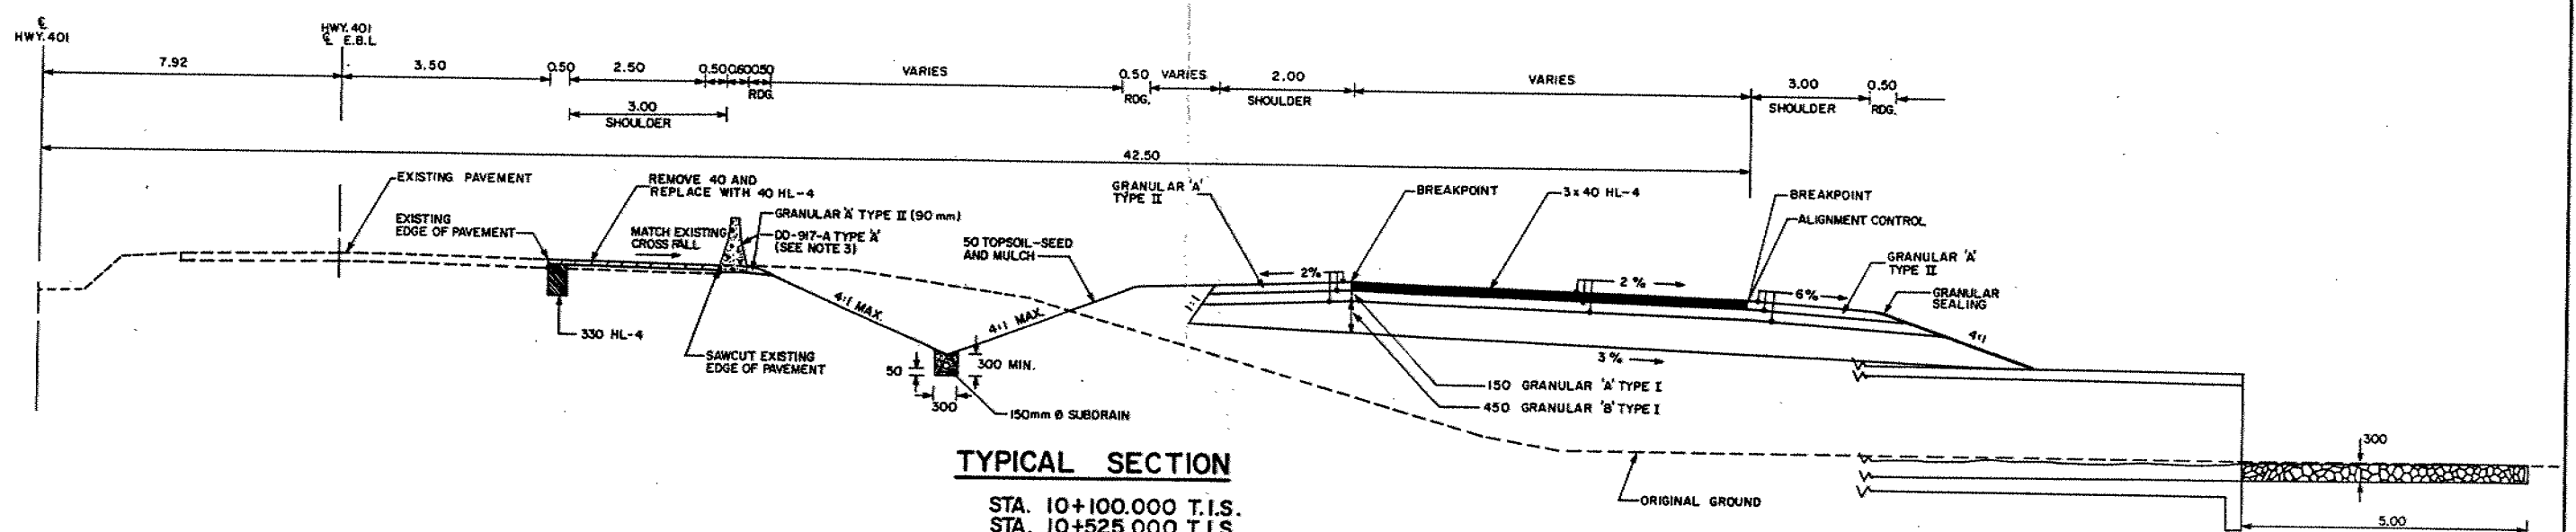 ℄
HWY. 401
HWY. 401
℄ E.B.L.
7.92
3.50
0.50
2.50
0.50
0.60
0.50
RDG.
VARIES
0.50
RDG.
VARIES
2.00
SHOULDER
VARIES
3.00
SHOULDER
0.50
RDG.
3.00
SHOULDER
42.50
EXISTING PAVEMENT
REMOVE 40 AND
REPLACE WITH 40 HL-4
GRANULAR 'A'
TYPE II
BREAKPOINT
3x40 HL-4
BREAKPOINT
ALIGNMENT CONTROL
EXISTING
EDGE OF PAVEMENT
MATCH EXISTING
CROSS FALL
GRANULAR 'A' TYPE II (90 mm)
DD-917-A TYPE 'A'
(SEE NOTE 3)
50 TOPSOIL-SEED
AND MULCH
GRANULAR 'A'
TYPE II
GRANULAR
SEALING
2%
2 %
6%
1:1
4:1 MAX.
4:1 MAX.
4:1
3 %
330 HL-4
SAWCUT EXISTING
EDGE OF PAVEMENT
50
300 MIN.
300
150mm Ø SUBDRAIN
150 GRANULAR 'A' TYPE I
450 GRANULAR 'B' TYPE I
300
ORIGINAL GROUND
5.00
TYPICAL SECTION
STA. 10+100.000 T.I.S.
STA. 10+525.000 T.I.S.